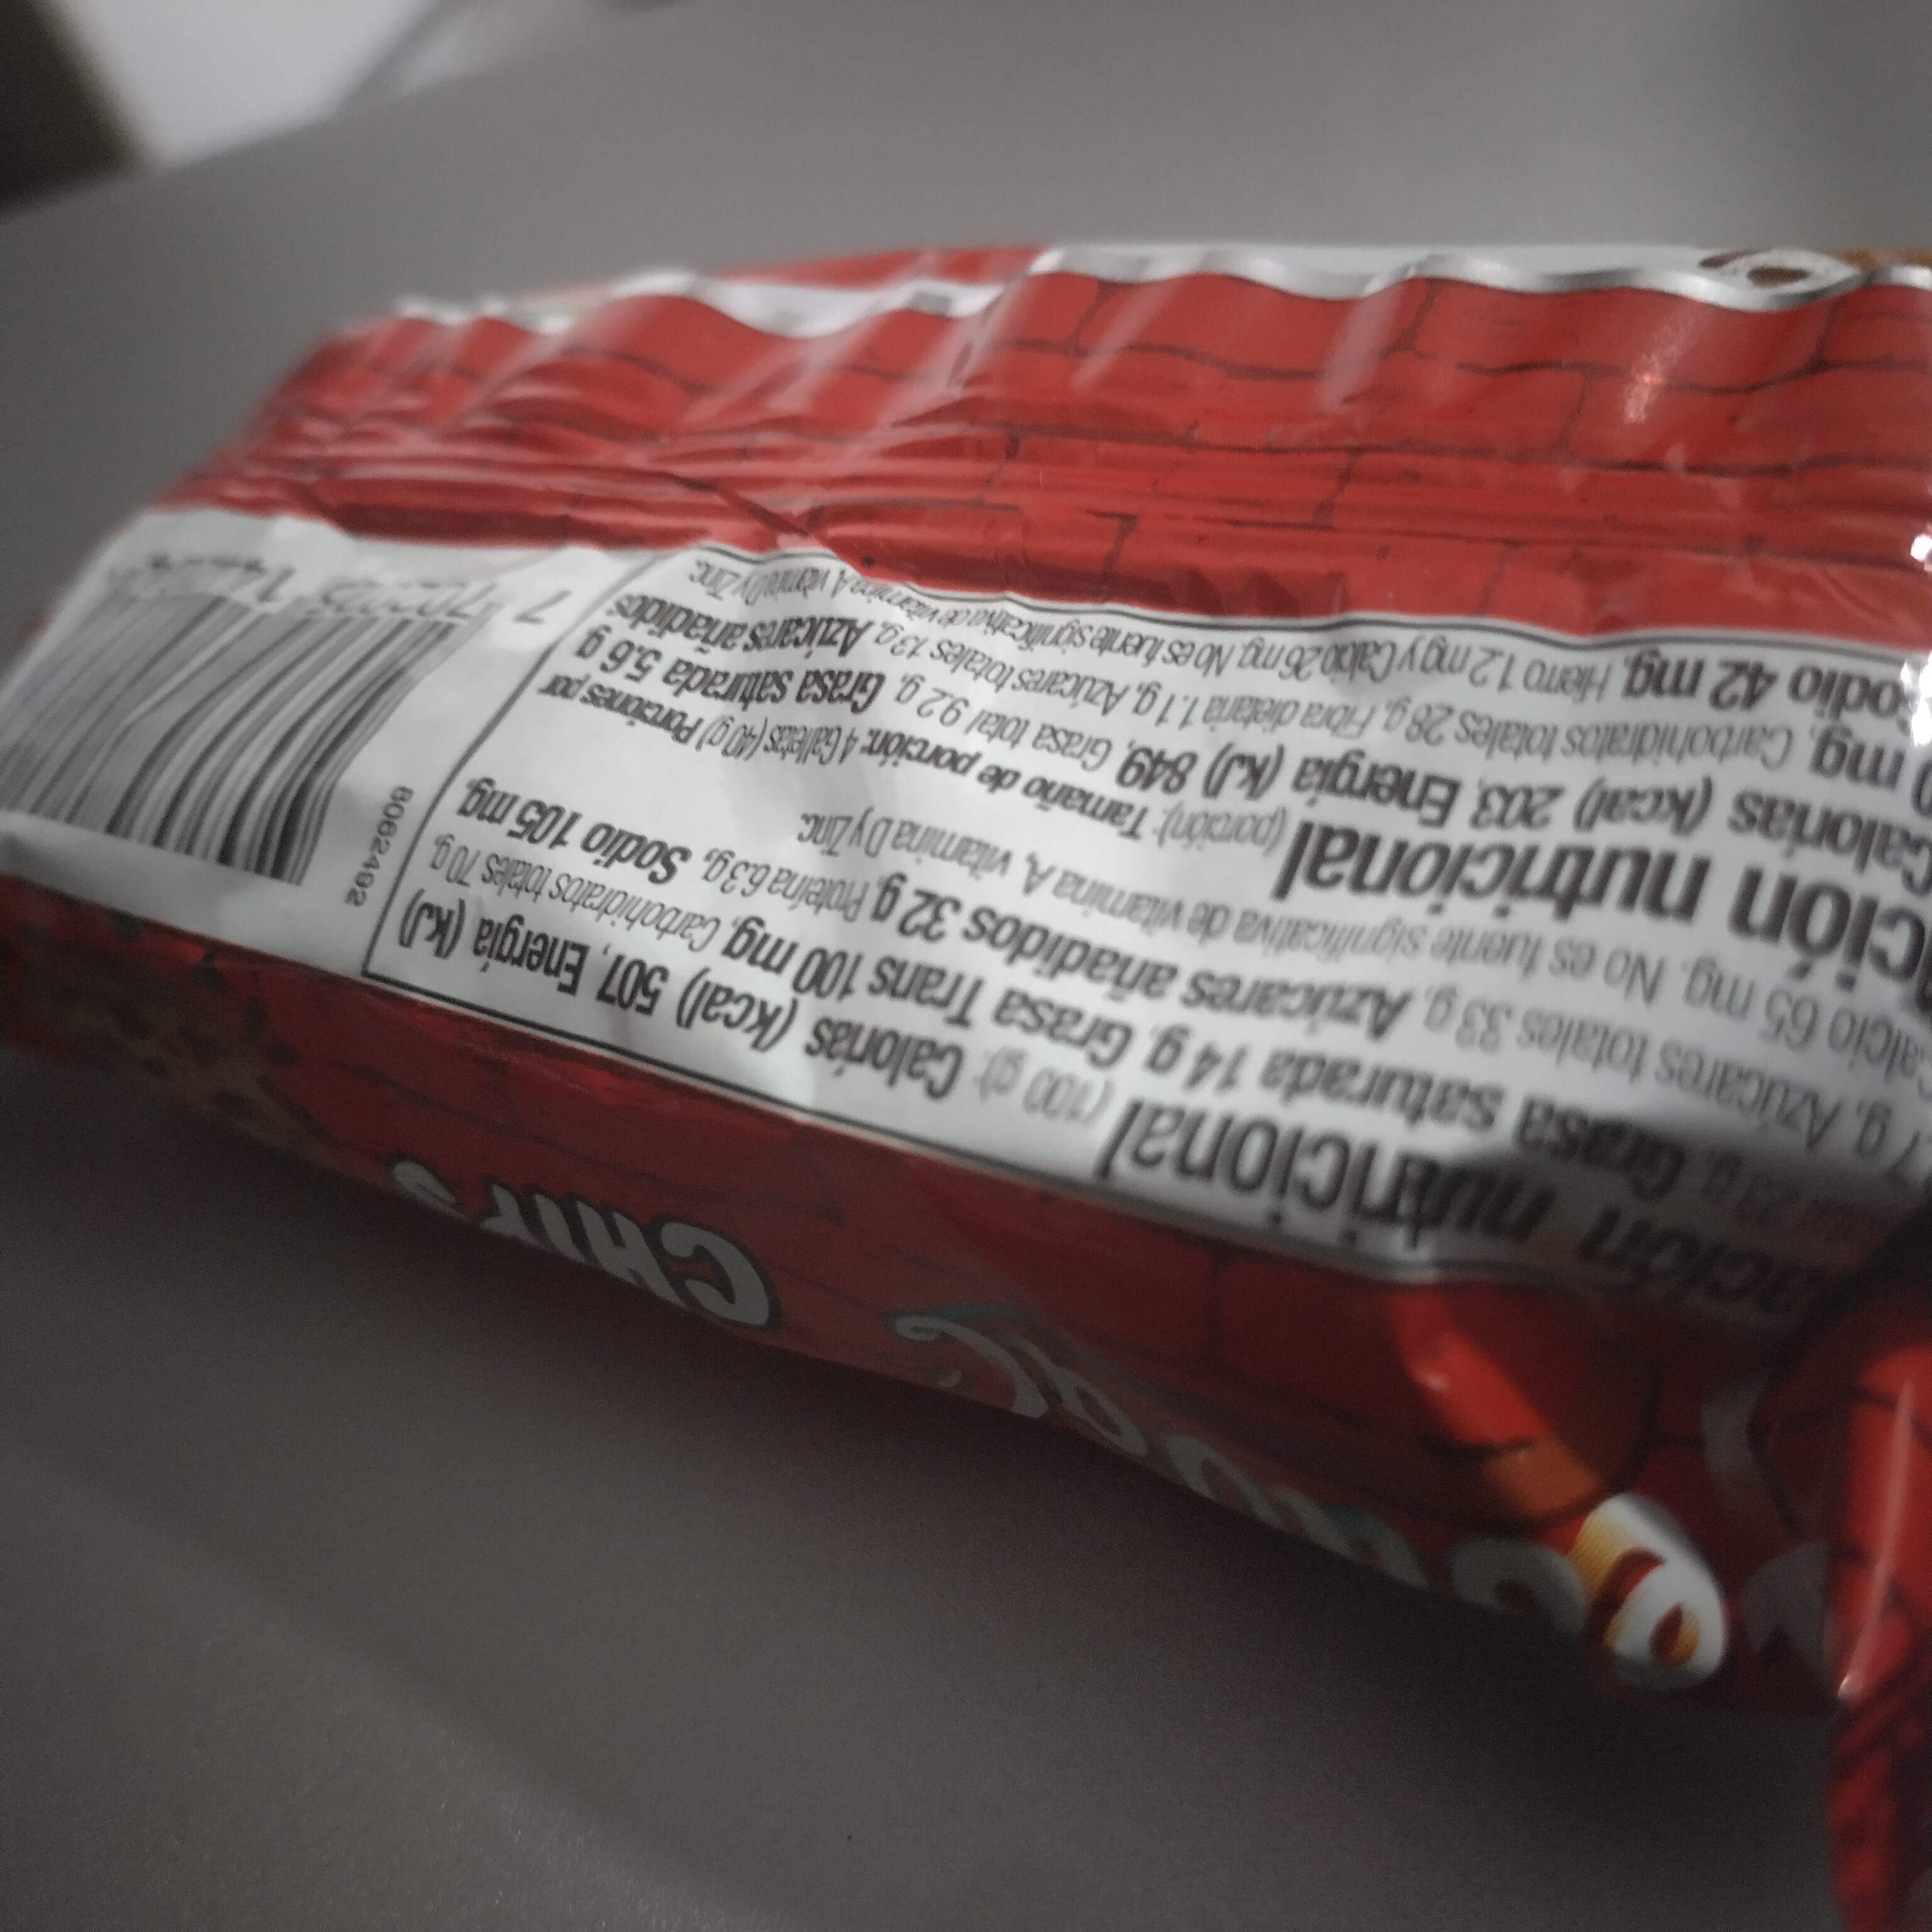 nutricional (100 g): Calorías (kcal) 507, Energía (kJ)
Grasa saturada 14 g, Grasa Trans 100 mg, Carbohidratos totales 70 g,
g, Azúcares totales 33 g, Azúcares añadidos 32 g, Proteína 6.3 g, Sodio 105 mg,
65 mg. No es fuente significativa de vitamina A, vitamina D y Zinc.
nutricional (porción): Tamaño de porción: 4 Galletas (40 g) Porciones por
Calorías (kcal) 203, Energía (kJ) 849, Grasa total 9.2 g, Grasa saturada 5.6 g
mg, Carbohidratos totales 28 g, Fibra dietaria 1.1 g, Azúcares totales 13 g, Azúcares añadidos
Sodio 42 mg, Hierro 1.2 mg y Calcio 26 mg. No es fuente significativa de vitamina A, vitamina D y Zinc.
8062492
7
CHIPS